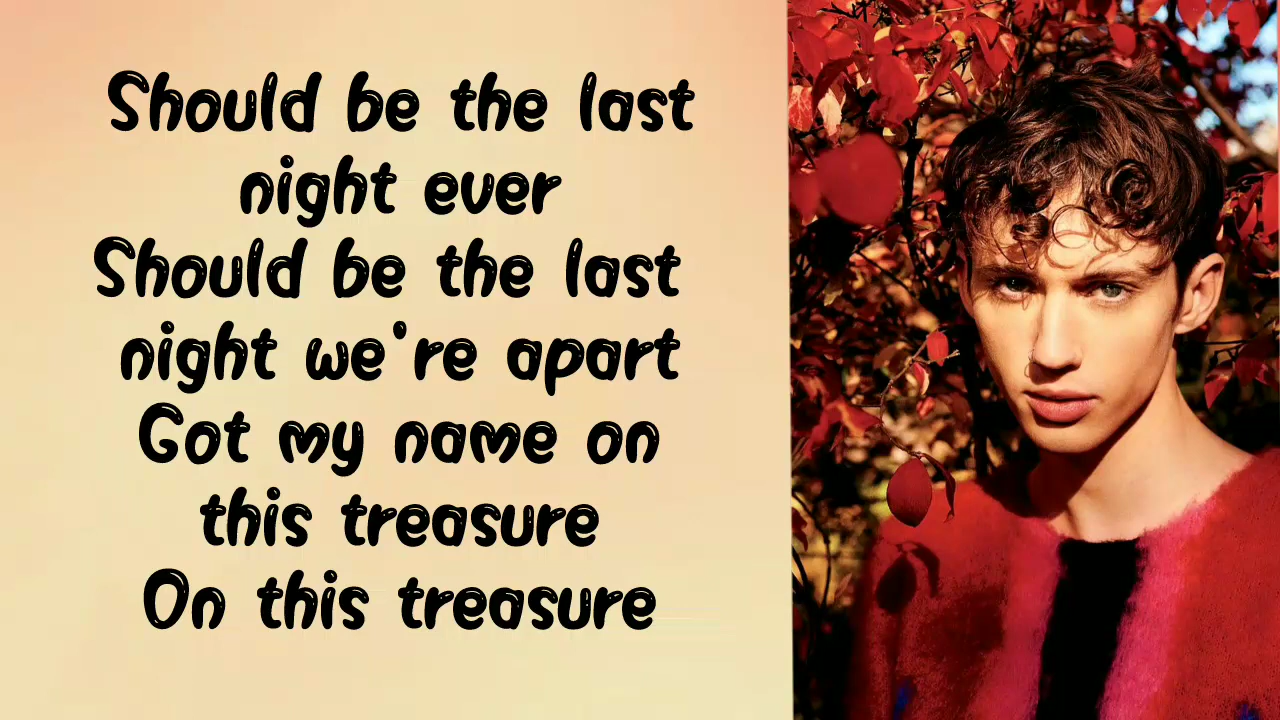 Should be the last
night ever
Should be the last
night we're apart
Got my name on
this treasure
On this treasure